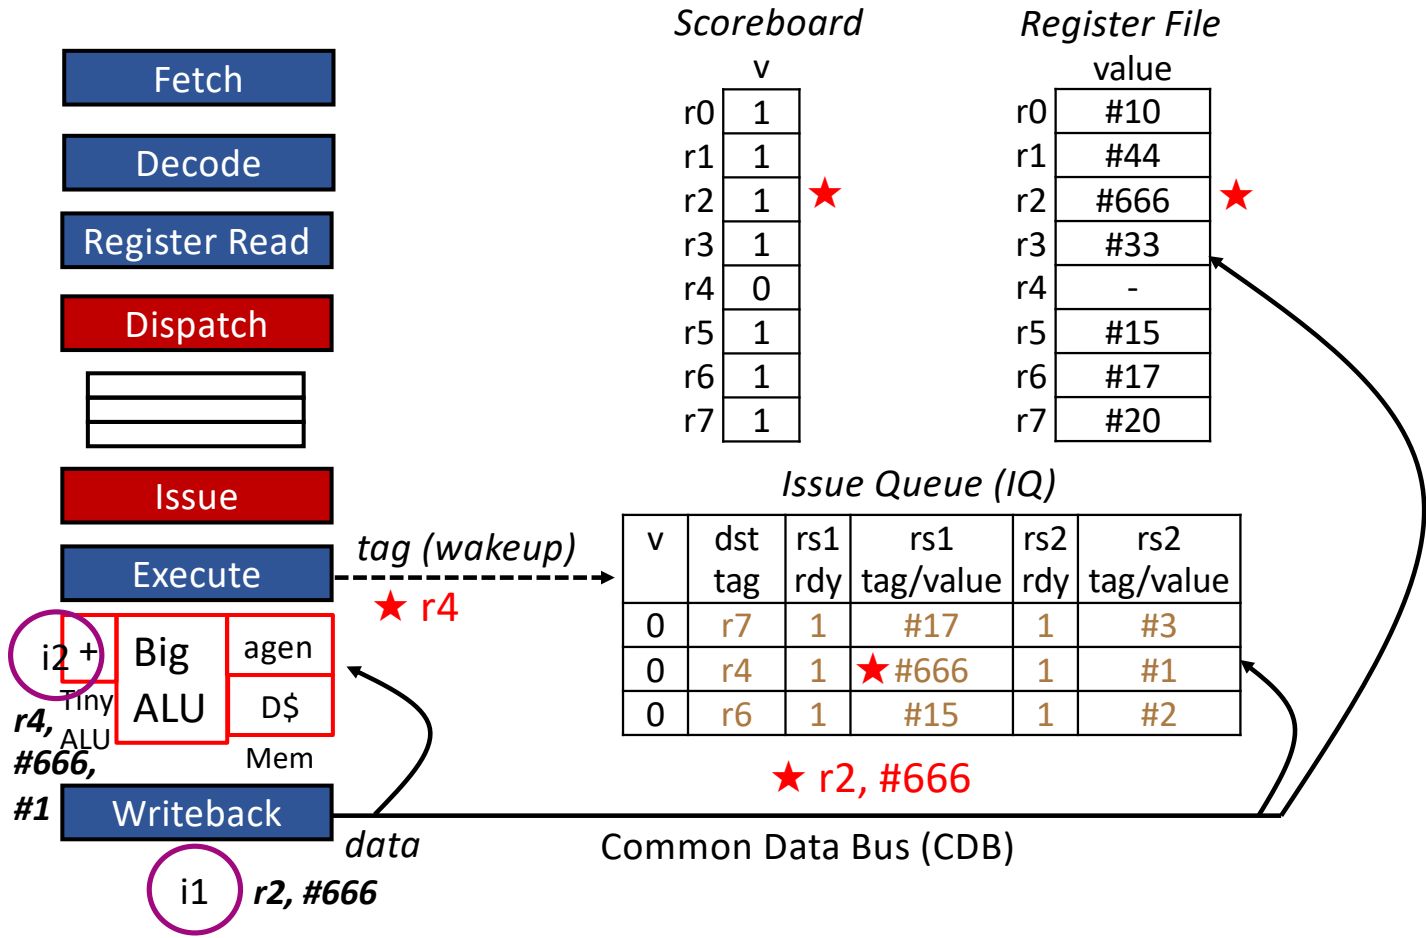 Scoreboard
Register File
v
value
Fetch
Decode
Register Read
Dispatch
Issue
Execute
r0 1
r1 1
r2 1 ★
r3 1
r4 0
r5 1
r6 1
r7 1
r0 #10
r1 #44
r2 #666 ★
r3 #33
r4 -
r5 #15
r6 #17
r7 #20
tag (wakeup)
★ r4
Issue Queue (IQ)
v dst tag rs1 rdy rs1 tag/value rs2 rdy rs2 tag/value
0 r7 1 #17 1 #3
0 r4 1 ★ #666 1 #1
0 r6 1 #15 1 #2
i2 +
Tiny
ALU
Big
ALU
agen
D$
Mem
r4,
#666,
#1
Writeback
★ r2, #666
data
Common Data Bus (CDB)
i1 r2, #666